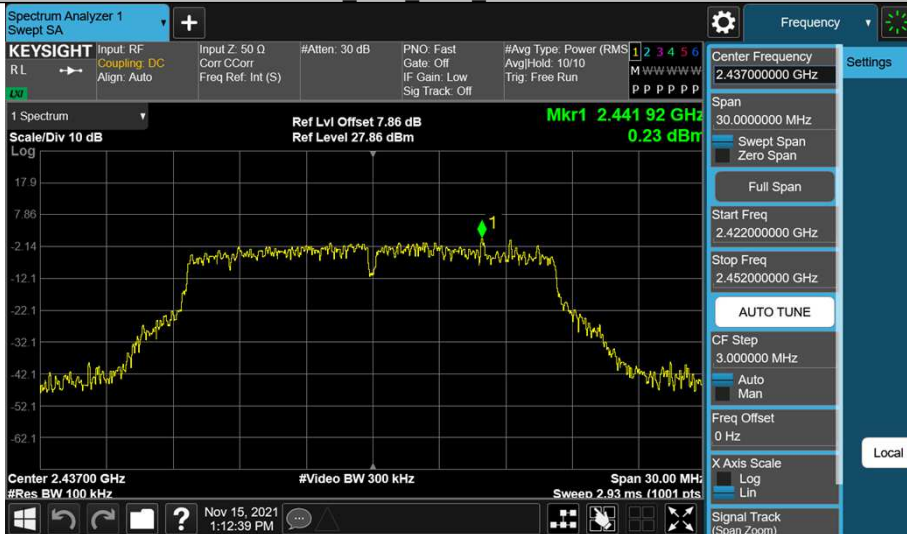 Spectrum Analyzer 1
Swept SA
+
Frequency
KEYSIGHT
RL
LXI
Input: RF
Coupling: DC
Align: Auto
Input Z: 50 Ω
Corr CCorr
Freq Ref: Int (S)
#Atten: 30 dB
PNO: Fast
Gate: Off
IF Gain: Low
Sig Track: Off
#Avg Type: Power (RMS
Avg|Hold: 10/10
Trig: Free Run
1 2 3 4 5 6
M W W W W W
P P P P P P
1 Spectrum
Scale/Div 10 dB
Log
Ref Lvl Offset 7.86 dB
Ref Level 27.86 dBm
Mkr1 2.441 92 GHz
0.23 dBm
17.9
7.86
-2.14
-12.1
-22.1
-32.1
-42.1
-52.1
-62.1
1
Center 2.43700 GHz
#Res BW 100 kHz
#Video BW 300 kHz
Span 30.00 MHz
Sweep 2.93 ms (1001 pts
?
Nov 15, 2021
1:12:39 PM
Center Frequency
2.437000000 GHz
Span
30.0000000 MHz
Swept Span
Zero Span
Full Span
Start Freq
2.422000000 GHz
Stop Freq
2.452000000 GHz
AUTO TUNE
CF Step
3.000000 MHz
Auto
Man
Freq Offset
0 Hz
X Axis Scale
Log
Lin
Signal Track
(Span Zoom)
Settings
Local